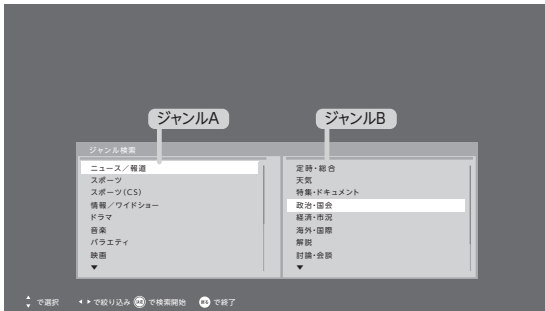 ジャンルA
ジャンルB
ジャンル検索
ニュース／報道
スポーツ
スポーツ(CS)
情報／ワイドショー
ドラマ
音楽
バラエティ
映画
▼
定時・総合
天気
特集・ドキュメント
政治・国会
経済・市況
海外・国際
解説
討論・会談
▼
で選択 で絞り込み 決定 で検索開始 戻る で終了